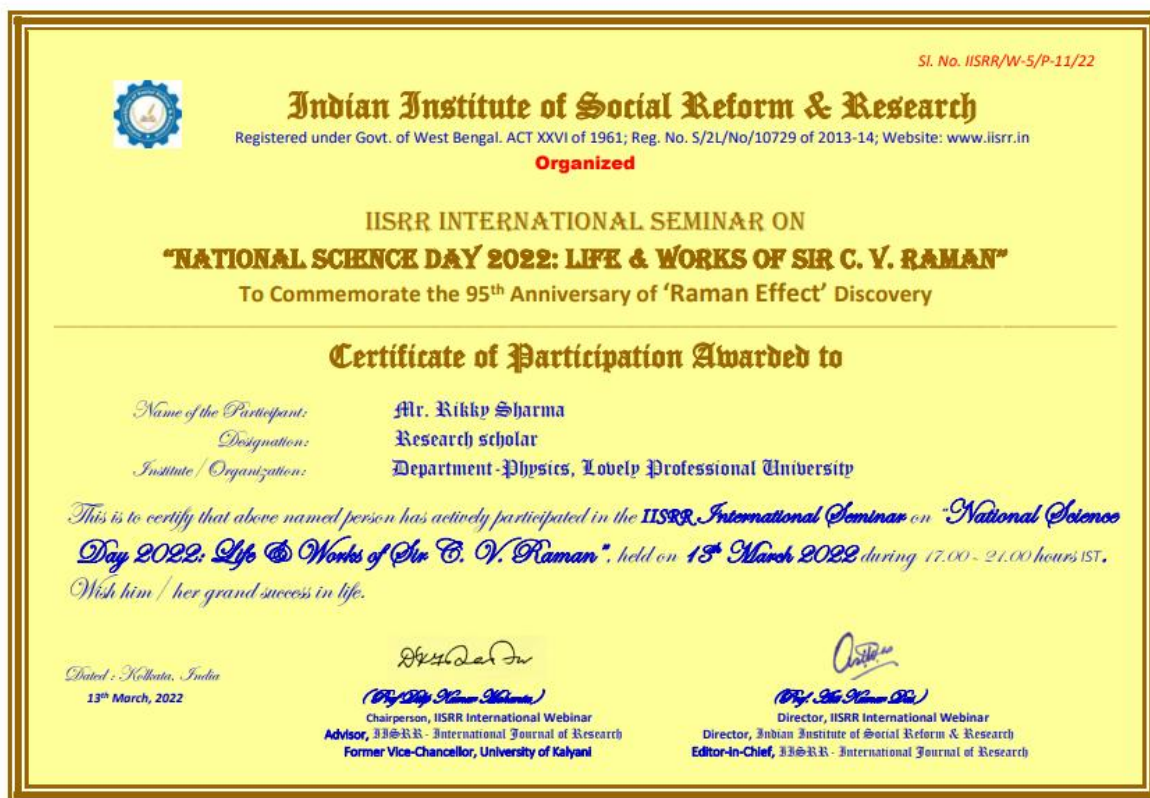 Sl. No. IISRR/W-5/P-11/22
Indian Institute of Social Reform & Research
Registered under Govt. of West Bengal. ACT XXVI of 1961; Reg. No. S/2L/No/10729 of 2013-14; Website: www.iisrr.in
Organized
IISRR INTERNATIONAL SEMINAR ON
"NATIONAL SCIENCE DAY 2022: LIFE & WORKS OF SIR C. V. RAMAN"
To Commemorate the 95th Anniversary of 'Raman Effect' Discovery
Certificate of Participation Awarded to
Name of the Participant: Mr. Rikky Sharma
Designation: Research scholar
Institute / Organization: Department-Physics, Lovely Professional University
This is to certify that above named person has actively participated in the IISRR International Seminar on "National Science
Day 2022: Life & Works of Sir C. V. Raman". held on 13th March 2022 during 17.00 - 21.00 hours IST.
Wish him / her grand success in life.
Dated : Kolkata, India
13th March, 2022
(Prof. Kumar) (Prof. Kumar)
Chairperson, IISRR International Webinar Director, IISRR International Webinar
Advisor, IISRR - International Journal of Research Director, Indian Institute of Social Reform & Research
Former Vice-Chancellor, University of Kalyani Editor-in-Chief, IISRR - International Journal of Research